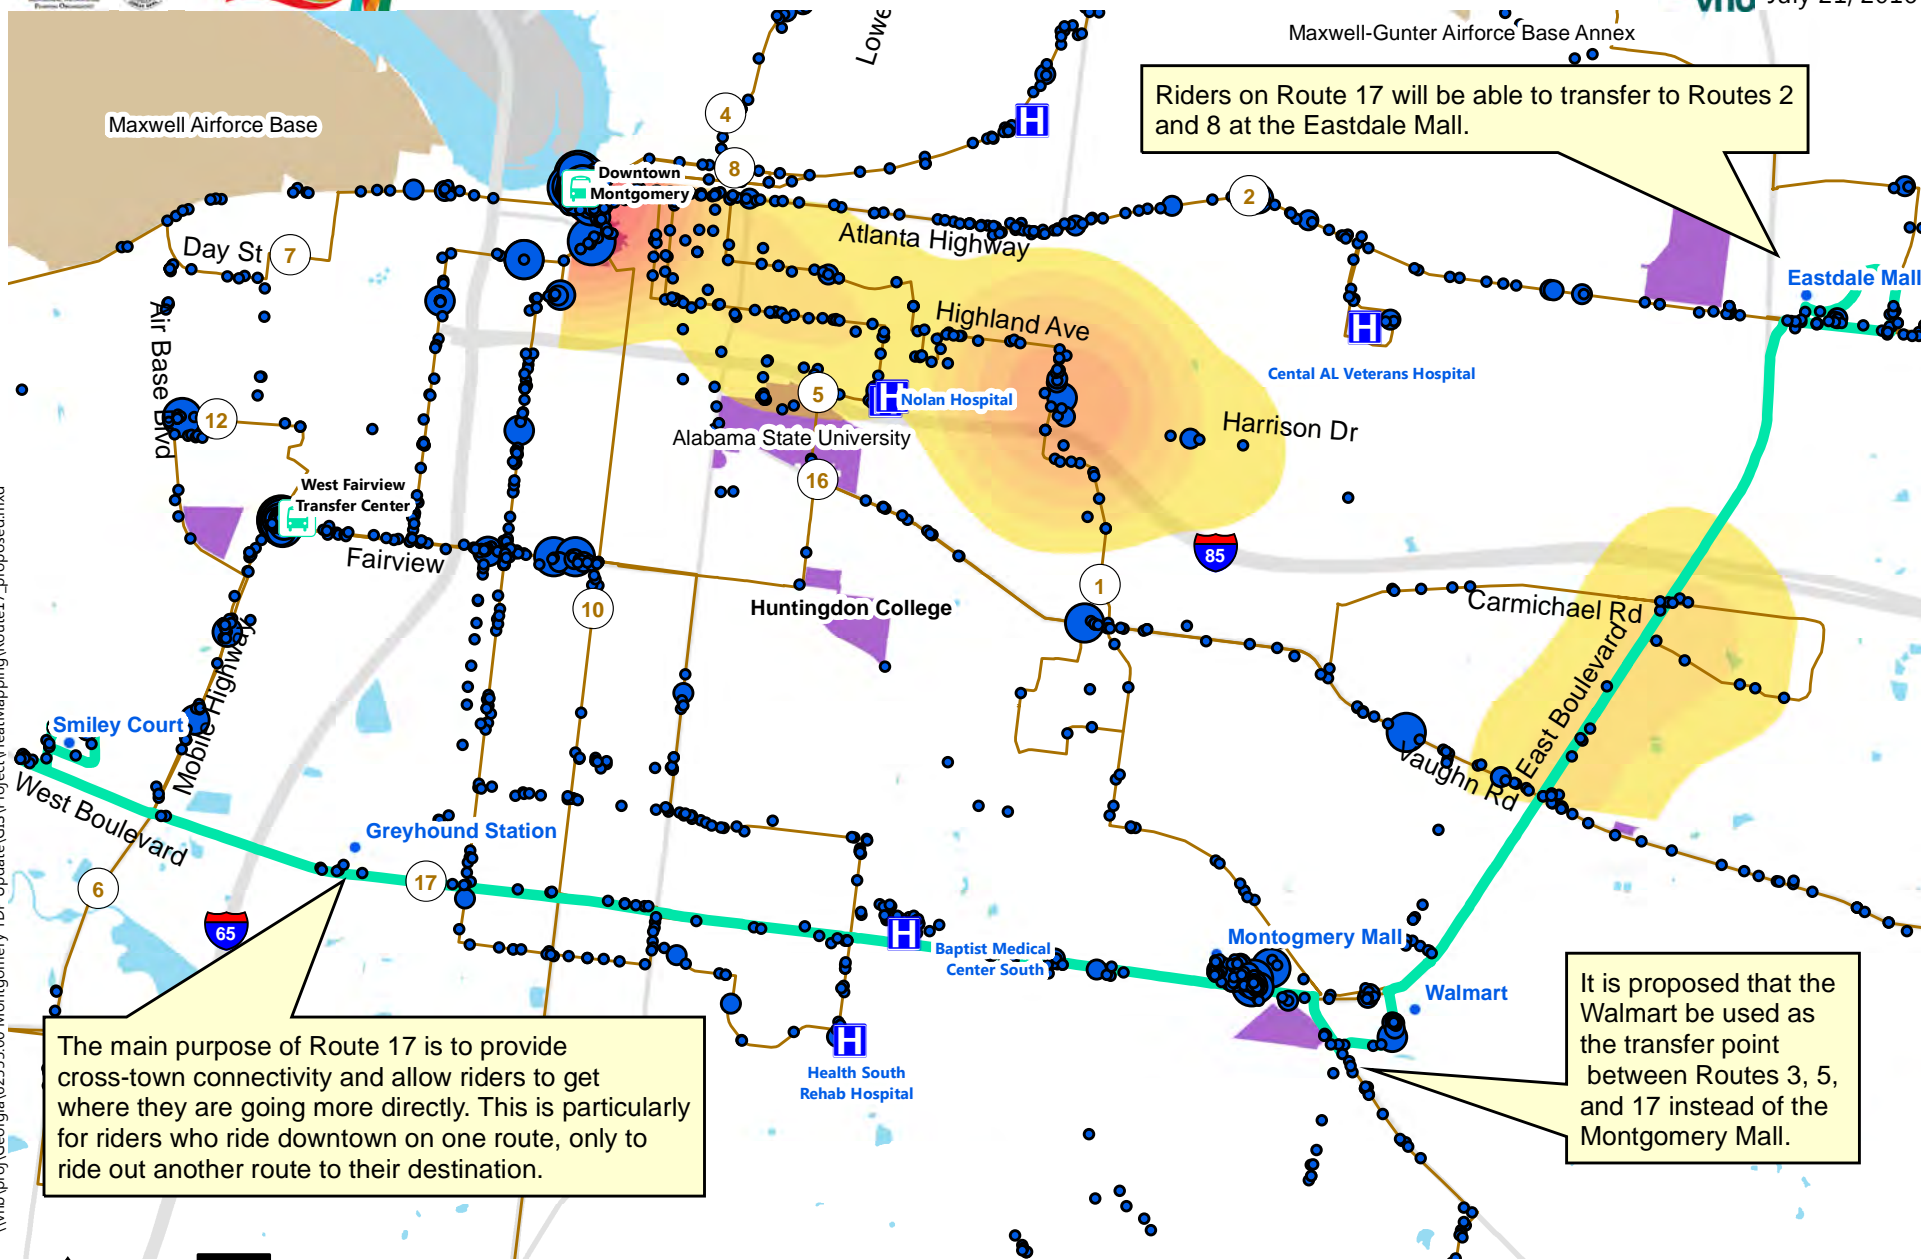 July 21, 2016
Maxwell-Gunter Airforce Base Annex
Lowe
Riders on Route 17 will be able to transfer to Routes 2
and 8 at the Eastdale Mall.
Maxwell Airforce Base
4
8
Downtown
Montgomery
2
Atlanta Highway
Day St
7
Eastdale Mall
Air Base Blvd
Highland Ave
Cental AL Veterans Hospital
H
H
H
5
Nolan Hospital
12
Harrison Dr
Alabama State University
16
West Fairview
Transfer Center
Fairview
85
1
10
Huntingdon College
Carmichael Rd
East Boulevard
Mobile Highway
Smiley Court
Vaughn Rd
West Boulevard
Greyhound Station
17
6
65
H
Baptist Medical
Center South
Montogmery Mall
Walmart
It is proposed that the
Walmart be used as
the transfer point
between Routes 3, 5,
and 17 instead of the
Montgomery Mall.
The main purpose of Route 17 is to provide
cross-town connectivity and allow riders to get
where they are going more directly. This is particularly
for riders who ride downtown on one route, only to
ride out another route to their destination.
H
Health South
Rehab Hospital